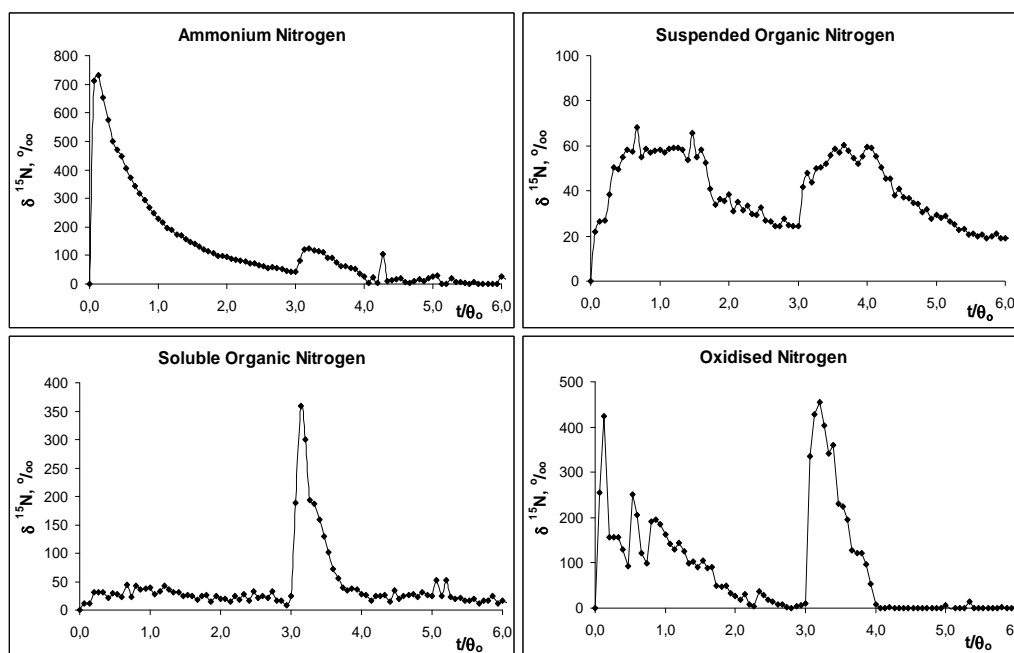 Ammonium Nitrogen
δ ¹⁵N, ‰
800
700
600
500
400
300
200
100
0
0,0 1,0 2,0 3,0 4,0 5,0 6,0
t/θo
Suspended Organic Nitrogen
δ ¹⁵N, ‰
100
80
60
40
20
0
0,0 1,0 2,0 3,0 4,0 5,0 6,0
t/θo
Soluble Organic Nitrogen
δ ¹⁵N, ‰
400
350
300
250
200
150
100
50
0
0,0 1,0 2,0 3,0 4,0 5,0 6,0
t/θo
Oxidised Nitrogen
δ ¹⁵N, ‰
500
400
300
200
100
0
0,0 1,0 2,0 3,0 4,0 5,0 6,0
t/θo